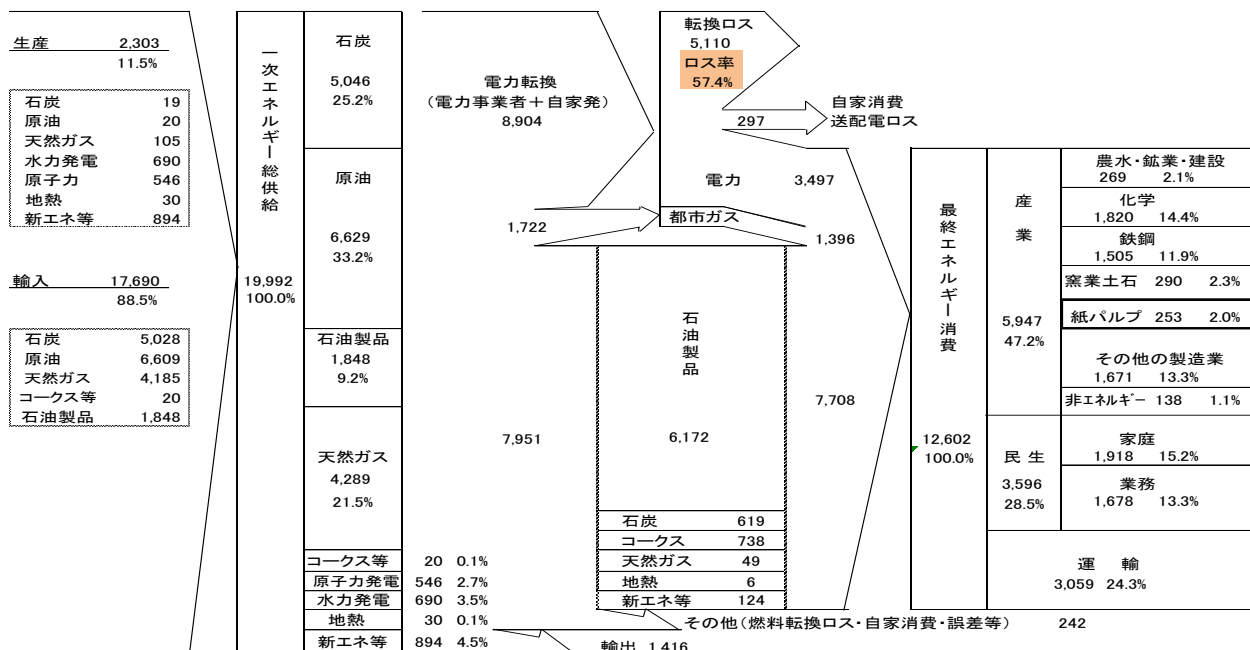 生産 2,303
11.5%
石炭 19
原油 20
天然ガス 105
水力発電 690
原子力 546
地熱 30
新エネ等 894
輸入 17,690
88.5%
石炭 5,028
原油 6,609
天然ガス 4,185
コークス等 20
石油製品 1,848
一次エネルギー総供給
19,992
100.0%
石炭
5,046
25.2%
原油
6,629
33.2%
石油製品
1,848
9.2%
天然ガス
4,289
21.5%
コークス等 20 0.1%
原子力発電 546 2.7%
水力発電 690 3.5%
地熱 30 0.1%
新エネ等 894 4.5%
電力転換
(電力事業者+自家発)
8,904
1,722
7,951
輸出 1,416
転換ロス
5,110
ロス率
57.4%
297
自家消費
送配電ロス
電力 3,497
都市ガス
1,396
石油製品
6,172
7,708
石炭 619
コークス 738
天然ガス 49
地熱 6
新エネ等 124
その他(燃料転換ロス・自家消費・誤差等) 242
最終エネルギー消費
12,602
100.0%
産業
5,947
47.2%
民生
3,596
28.5%
農水・鉱業・建設
269 2.1%
化学
1,820 14.4%
鉄鋼
1,505 11.9%
窯業土石 290 2.3%
紙パルプ 253 2.0%
その他の製造業
1,671 13.3%
非エネルギー 138 1.1%
家庭
1,918 15.2%
業務
1,678 13.3%
運輸
3,059 24.3%